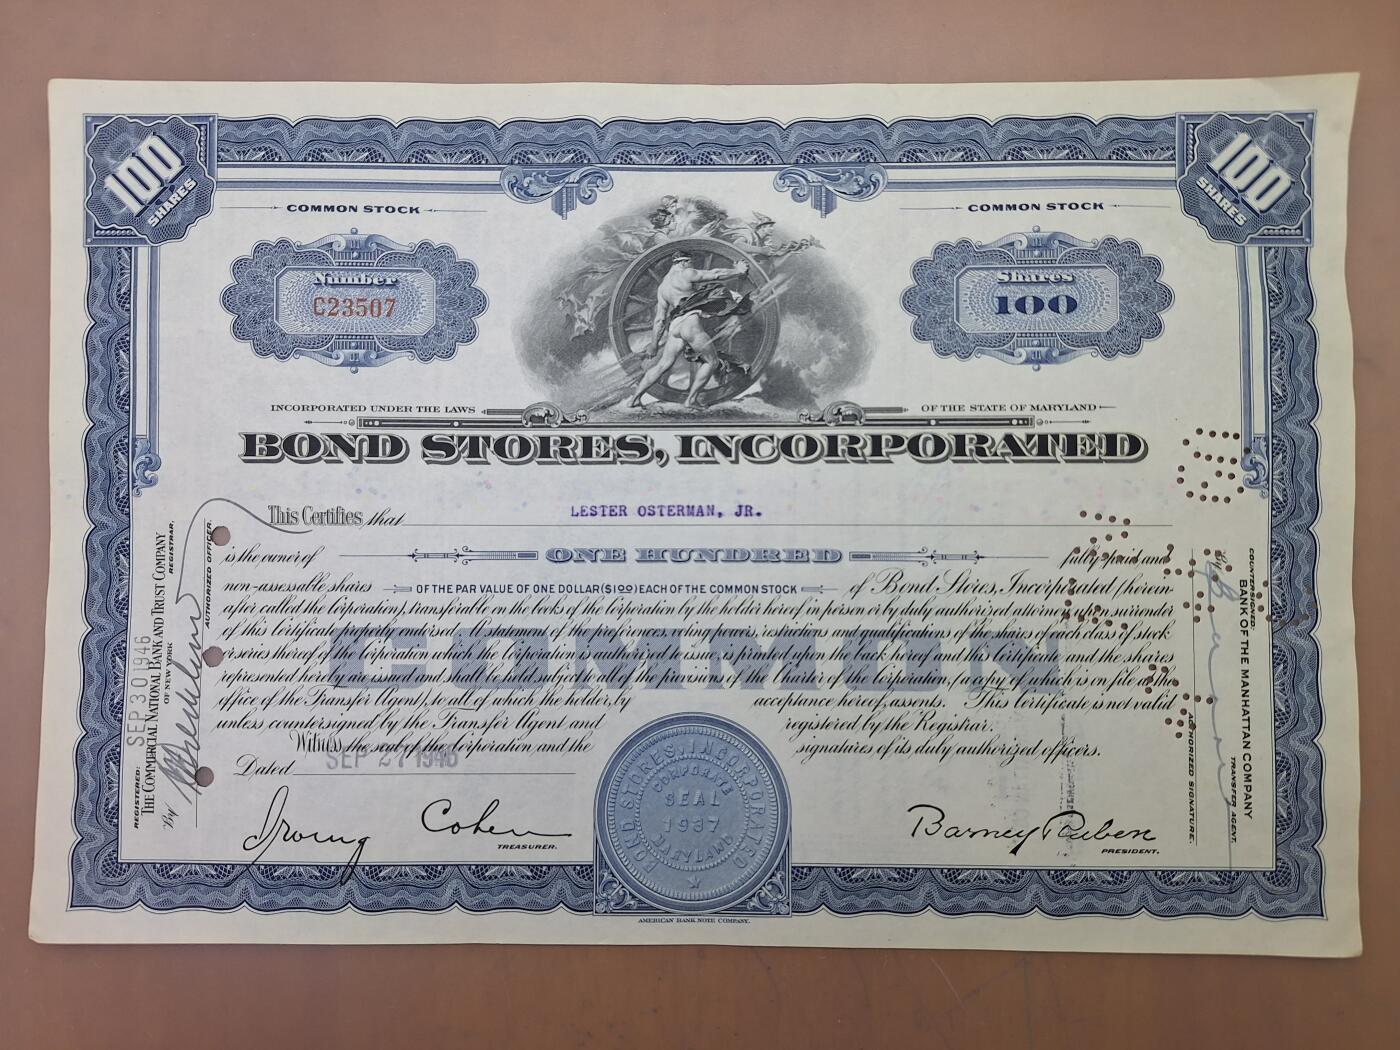 100
SHARES
100
SHARES
COMMON STOCK
COMMON STOCK
Number
C23507
Shares
100
INCORPORATED UNDER THE LAWS
OF THE STATE OF MARYLAND
BOND STORES, INCORPORATED
This Certifies that LESTER OSTERMAN, JR.
is the owner of ONE HUNDRED fully paid and
non-assessable shares OF THE PAR VALUE OF ONE DOLLAR ($1.00) EACH OF THE COMMON STOCK of Bond Stores, Incorporated (herein-
after called the Corporation), transferable on the books of the Corporation by the holder hereof in person or by duly authorized attorney upon surrender
of this Certificate properly endorsed. A statement of the preferences, voting powers, restrictions and qualifications of the shares of each class of stock
or series thereof of the Corporation which the Corporation is authorized to issue, is printed upon the back hereof and this Certificate and the shares
represented hereby are issued and shall be held subject to all of the provisions of the Charter of the Corporation, (a copy of which is on file at the
office of the Transfer Agent), to all of which the holder, by acceptance hereof, assents. This Certificate is not valid
unless countersigned by the Transfer Agent and registered by the Registrar.
Witness the seal of the Corporation and the signatures of its duly authorized officers.
COMMON
Dated SEP 27 1946
Irving Cohen
TREASURER.
Barney Ruben
PRESIDENT.
BOND STORES, INCORPORATED
CORPORATE
SEAL
1937
MARYLAND
AMERICAN BANK NOTE COMPANY.
REGISTERED: SEP 30 1946
THE COMMERCIAL NATIONAL BANK AND TRUST COMPANY
OF NEW YORK
REGISTRAR,
By
AUTHORIZED OFFICER.
COUNTERSIGNED:
BANK OF THE MANHATTAN COMPANY
TRANSFER AGENT,
By
AUTHORIZED SIGNATURE.